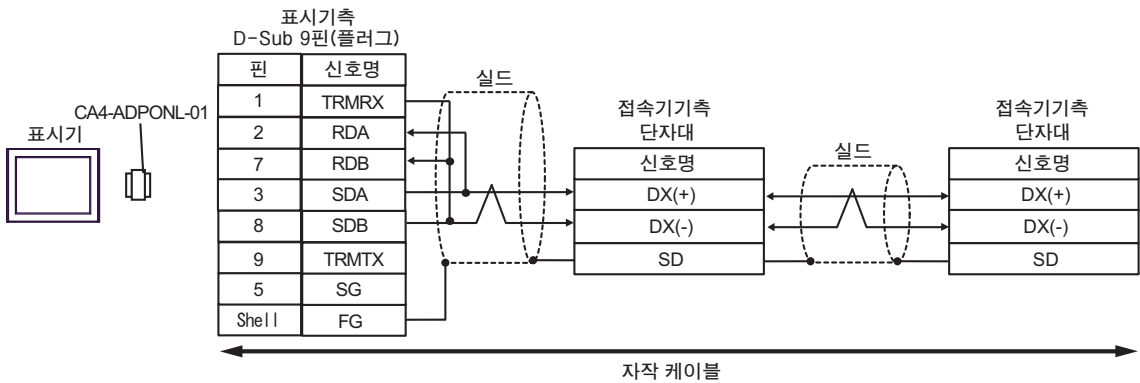 표시기측
D-Sub 9핀(플러그)
핀 신호명
1 TRMRX
2 RDA
7 RDB
3 SDA
8 SDB
9 TRMTX
5 SG
Shell FG
CA4-ADPONL-01
표시기
실드
접속기기측
단자대
신호명
DX(+)
DX(-)
SD
실드
접속기기측
단자대
신호명
DX(+)
DX(-)
SD
자작 케이블